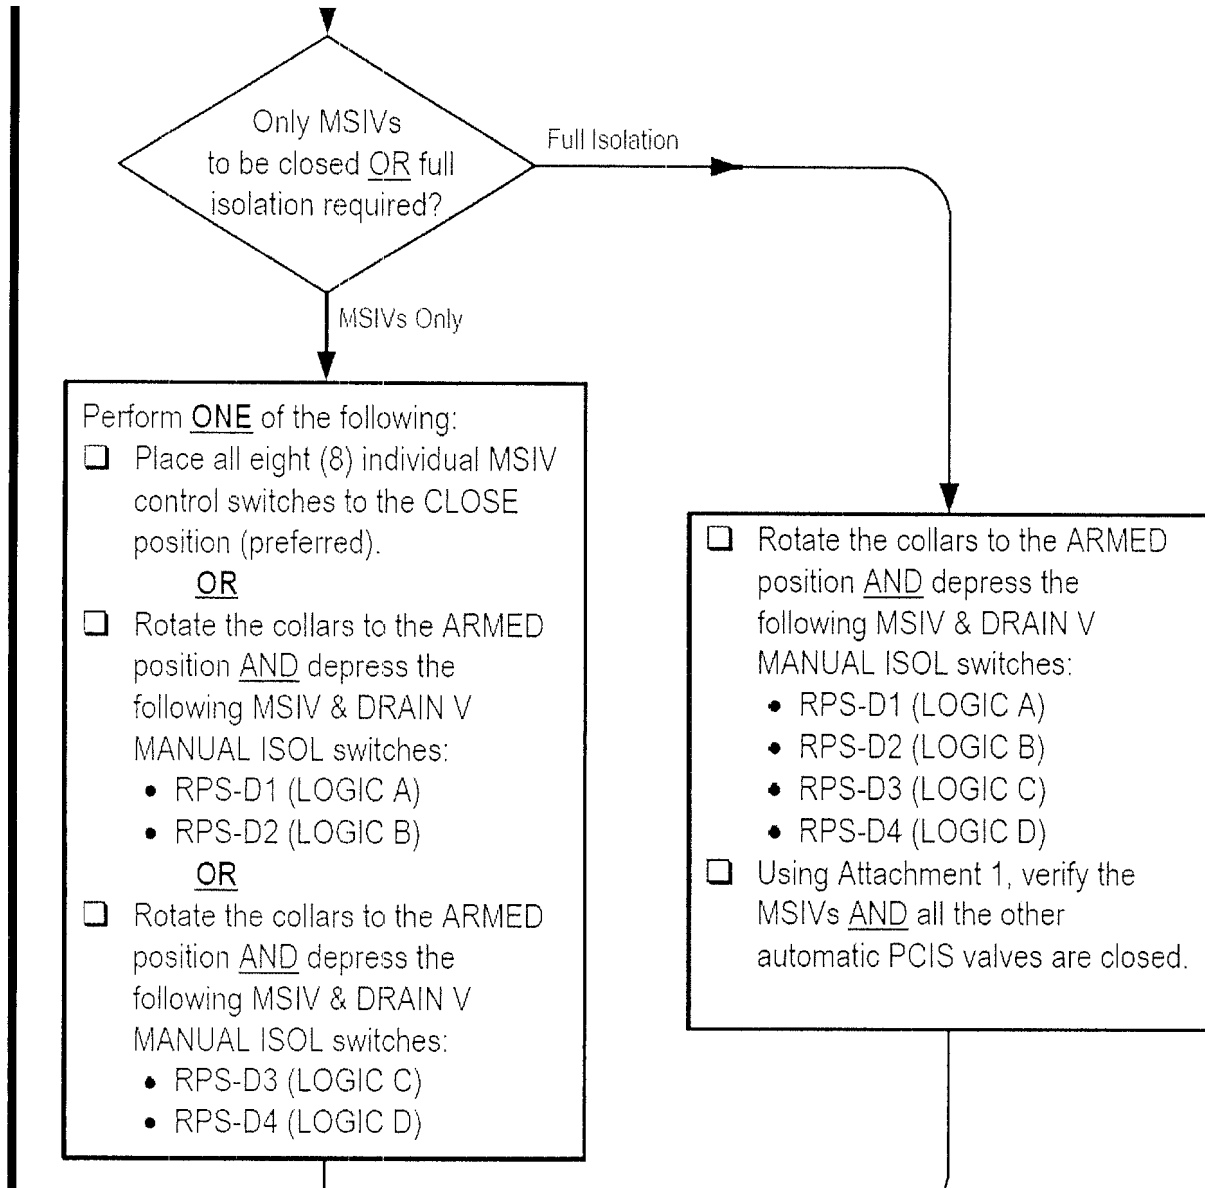 Only MSIVs
to be closed OR full
isolation required?
Full Isolation
MSIVs Only
Perform ONE of the following:
❑ Place all eight (8) individual MSIV
control switches to the CLOSE
position (preferred).
OR
❑ Rotate the collars to the ARMED
position AND depress the
following MSIV & DRAIN V
MANUAL ISOL switches:
• RPS-D1 (LOGIC A)
• RPS-D2 (LOGIC B)
OR
❑ Rotate the collars to the ARMED
position AND depress the
following MSIV & DRAIN V
MANUAL ISOL switches:
• RPS-D3 (LOGIC C)
• RPS-D4 (LOGIC D)
❑ Rotate the collars to the ARMED
position AND depress the
following MSIV & DRAIN V
MANUAL ISOL switches:
• RPS-D1 (LOGIC A)
• RPS-D2 (LOGIC B)
• RPS-D3 (LOGIC C)
• RPS-D4 (LOGIC D)
❑ Using Attachment 1, verify the
MSIVs AND all the other
automatic PCIS valves are closed.